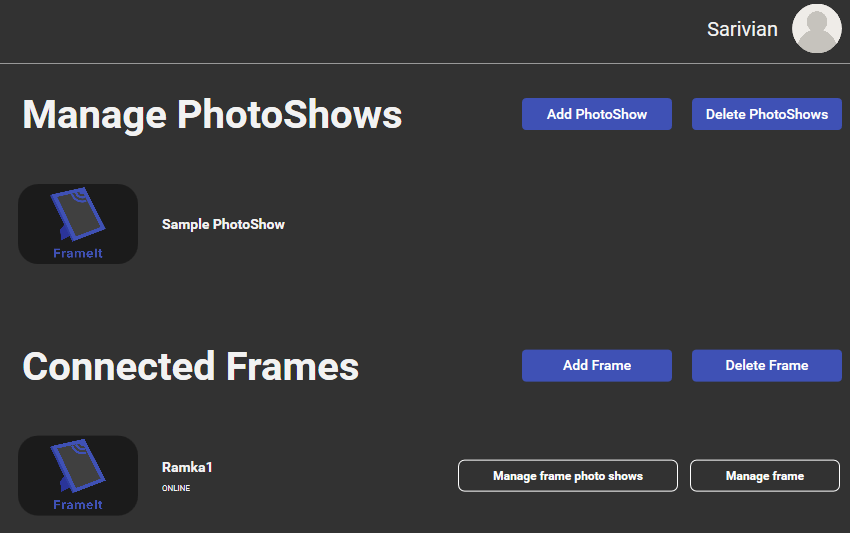 Sarivian
Manage PhotoShows
Add PhotoShow
Delete PhotoShows
FrameIt
Sample PhotoShow
Connected Frames
Add Frame
Delete Frame
FrameIt
Ramka1
ONLINE
Manage frame photo shows
Manage frame